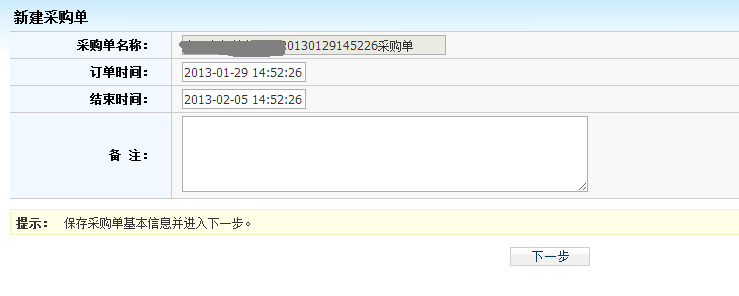 新建采购单
采购单名称： 20130129145226采购单
订单时间： 2013-01-29 14:52:26
结束时间： 2013-02-05 14:52:26
备 注：
提示： 保存采购单基本信息并进入下一步。
下一步